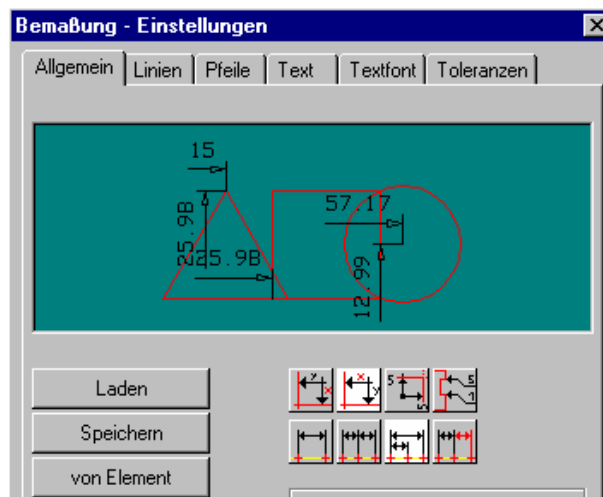 Bemaßung - Einstellungen
Allgemein Linien Pfeile Text Textfont Toleranzen
15
57.17
25.98
25.98
12.99
Laden
Speichern
von Element